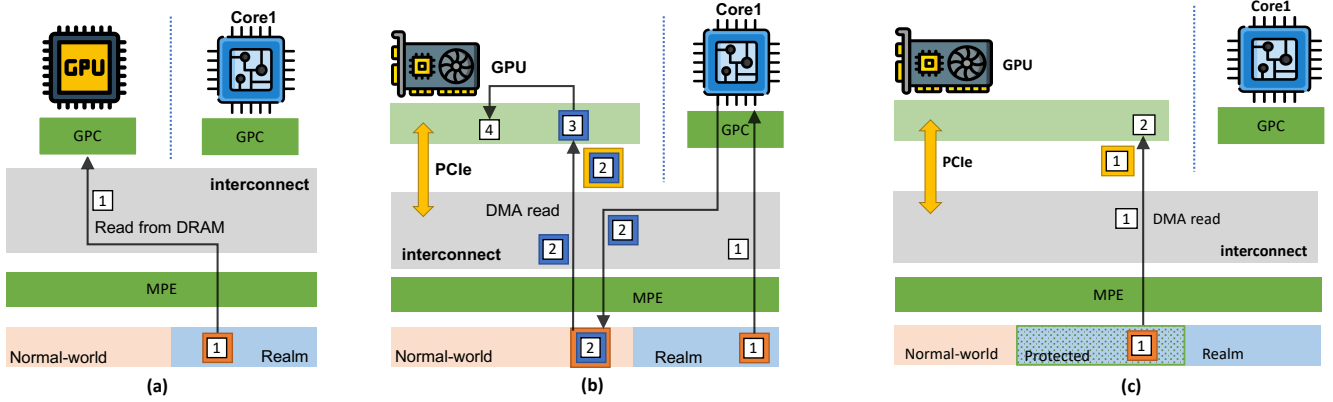 GPU
Core1
GPC
GPC
interconnect
1
Read from DRAM
MPE
1
Normal-world
Realm
(a)
Core1
GPU
4
3
GPC
2
PCIe
DMA read
2
2
1
interconnect
MPE
2
1
Normal-world
Realm
(b)
Core1
GPU
2
GPC
1
PCIe
1
DMA read
interconnect
MPE
1
Normal-world
Protected
Realm
(c)